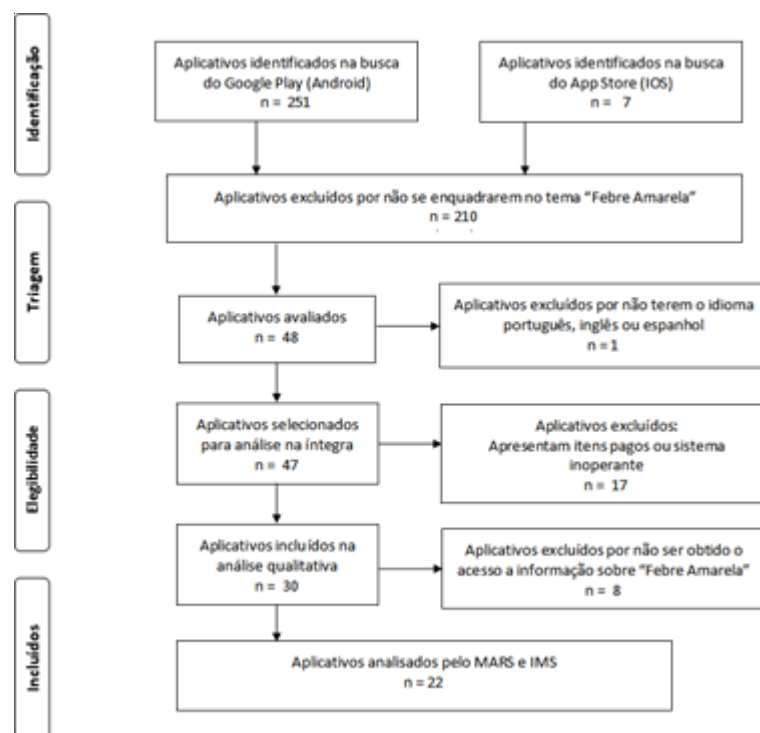 Identificação
Aplicativos identificados na busca
do Google Play (Android)
n = 251
Aplicativos identificados na busca
do App Store (IOS)
n = 7
Aplicativos excluídos por não se enquadrarem no tema “Febre Amarela”
n = 210
Triagem
Aplicativos avaliados
n = 48
Aplicativos excluídos por não terem o idioma
português, inglês ou espanhol
n = 1
Elegibilidade
Aplicativos selecionados
para análise na íntegra
n = 47
Aplicativos excluídos:
Apresentam itens pagos ou sistema
inoperante
n = 17
Aplicativos incluídos na
análise qualitativa
n = 30
Aplicativos excluídos por não ser obtido o
acesso a informação sobre “Febre Amarela”
n = 8
Incluídos
Aplicativos analisados pelo MARS e IMS
n = 22